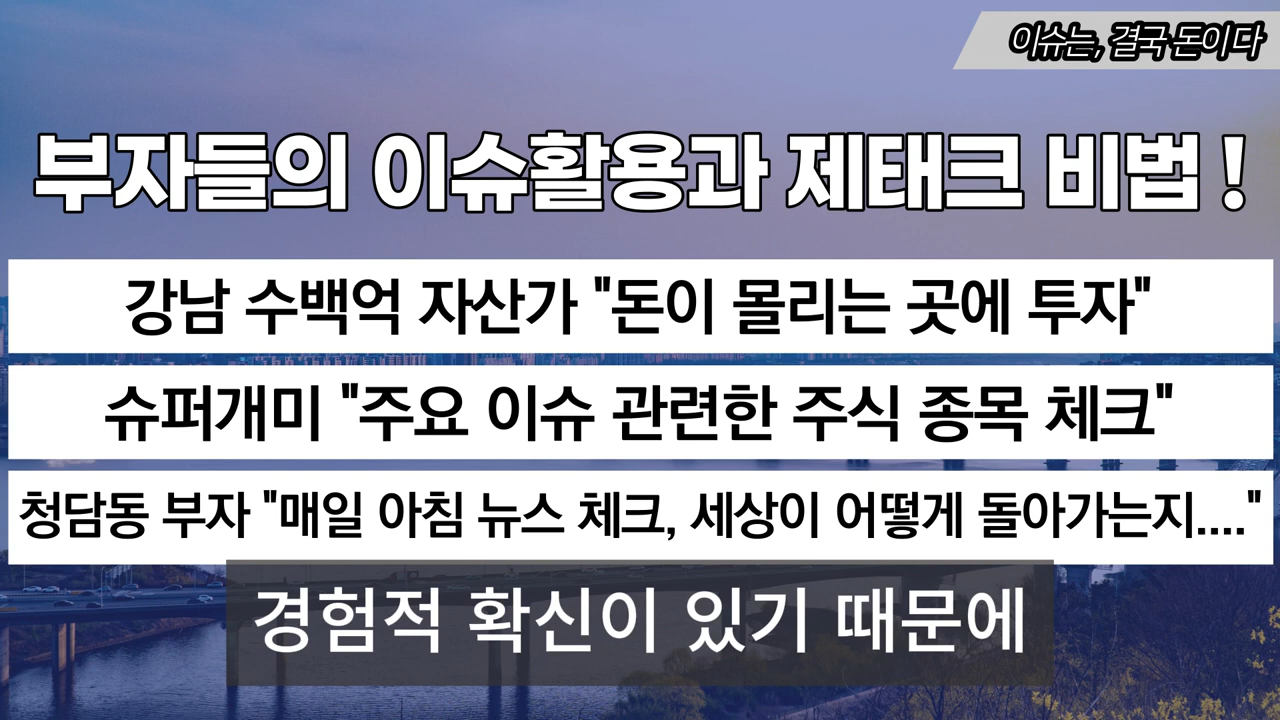 이슈는, 결국 돈이다
부자들의 이슈활용과 제태크 비법 !
강남 수백억 자산가 "돈이 몰리는 곳에 투자"
슈퍼개미 "주요 이슈 관련한 주식 종목 체크"
청담동 부자 "매일 아침 뉴스 체크, 세상이 어떻게 돌아가는지...."
경험적 확신이 있기 때문에